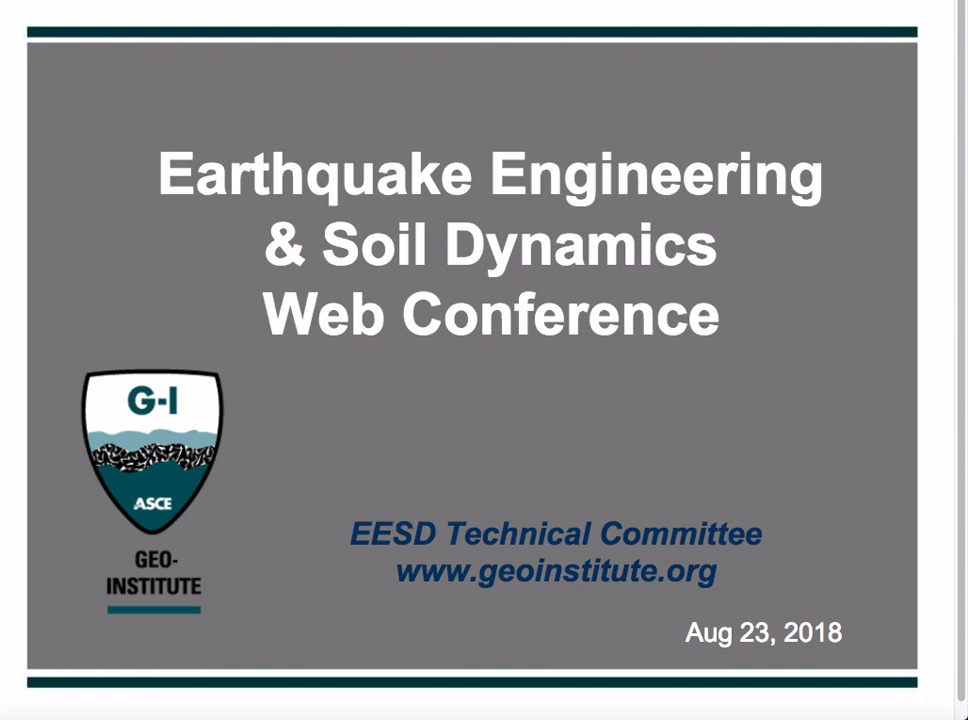 Earthquake Engineering
& Soil Dynamics
Web Conference
G-I
ASCE
GEO-
INSTITUTE
EESD Technical Committee
www.geoinstitute.org
Aug 23, 2018